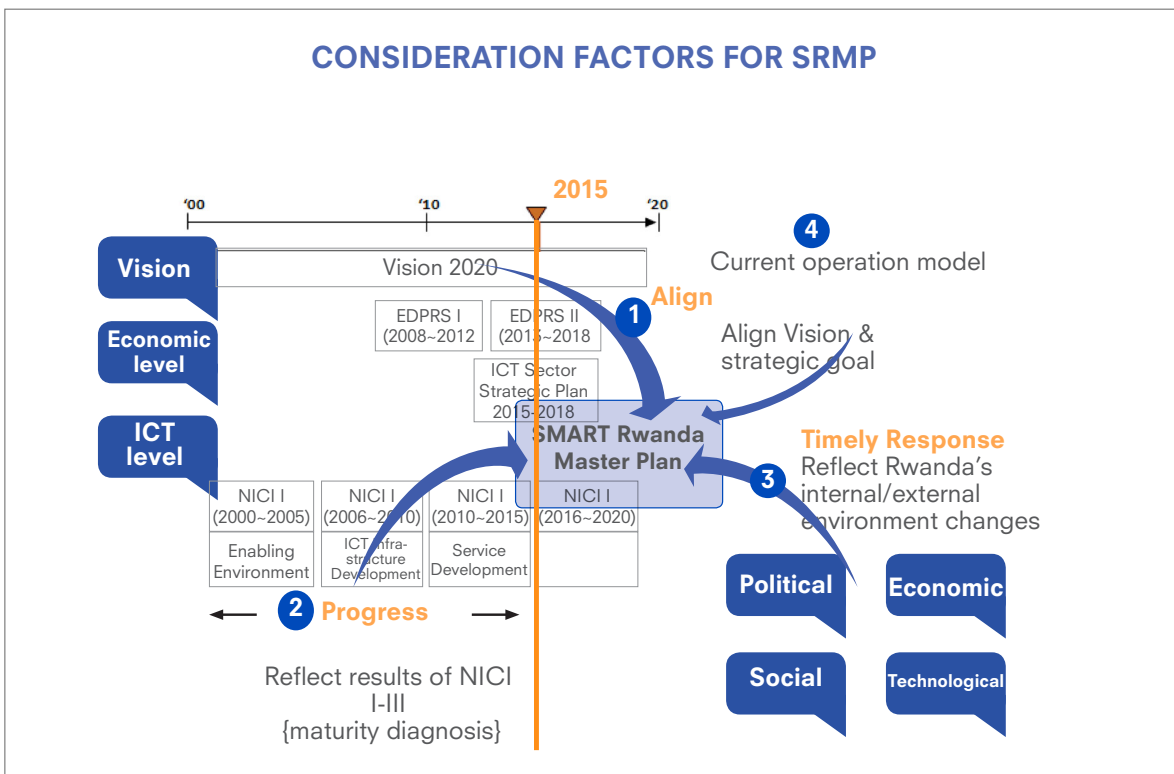 CONSIDERATION FACTORS FOR SRMP
2015
‘00
‘10
‘20
Vision
Vision 2020
Economic
level
EDPRS I
(2008~2012
EDPRS II
(2013~2018
ICT Sector
Strategic Plan
2015-2018
ICT
level
SMART Rwanda
Master Plan
NICI I
(2000~2005)
NICI I
(2006~2010)
NICI I
(2010~2015)
NICI I
(2016~2020)
Enabling
Environment
ICT Infra-
structure
Development
Service
Development
1
Align
2
Progress
Reflect results of NICI
I-III
{maturity diagnosis}
4
Current operation model
Align Vision &
strategic goal
Timely Response
3
Reflect Rwanda’s
internal/external
environment changes
Political
Economic
Social
Technological